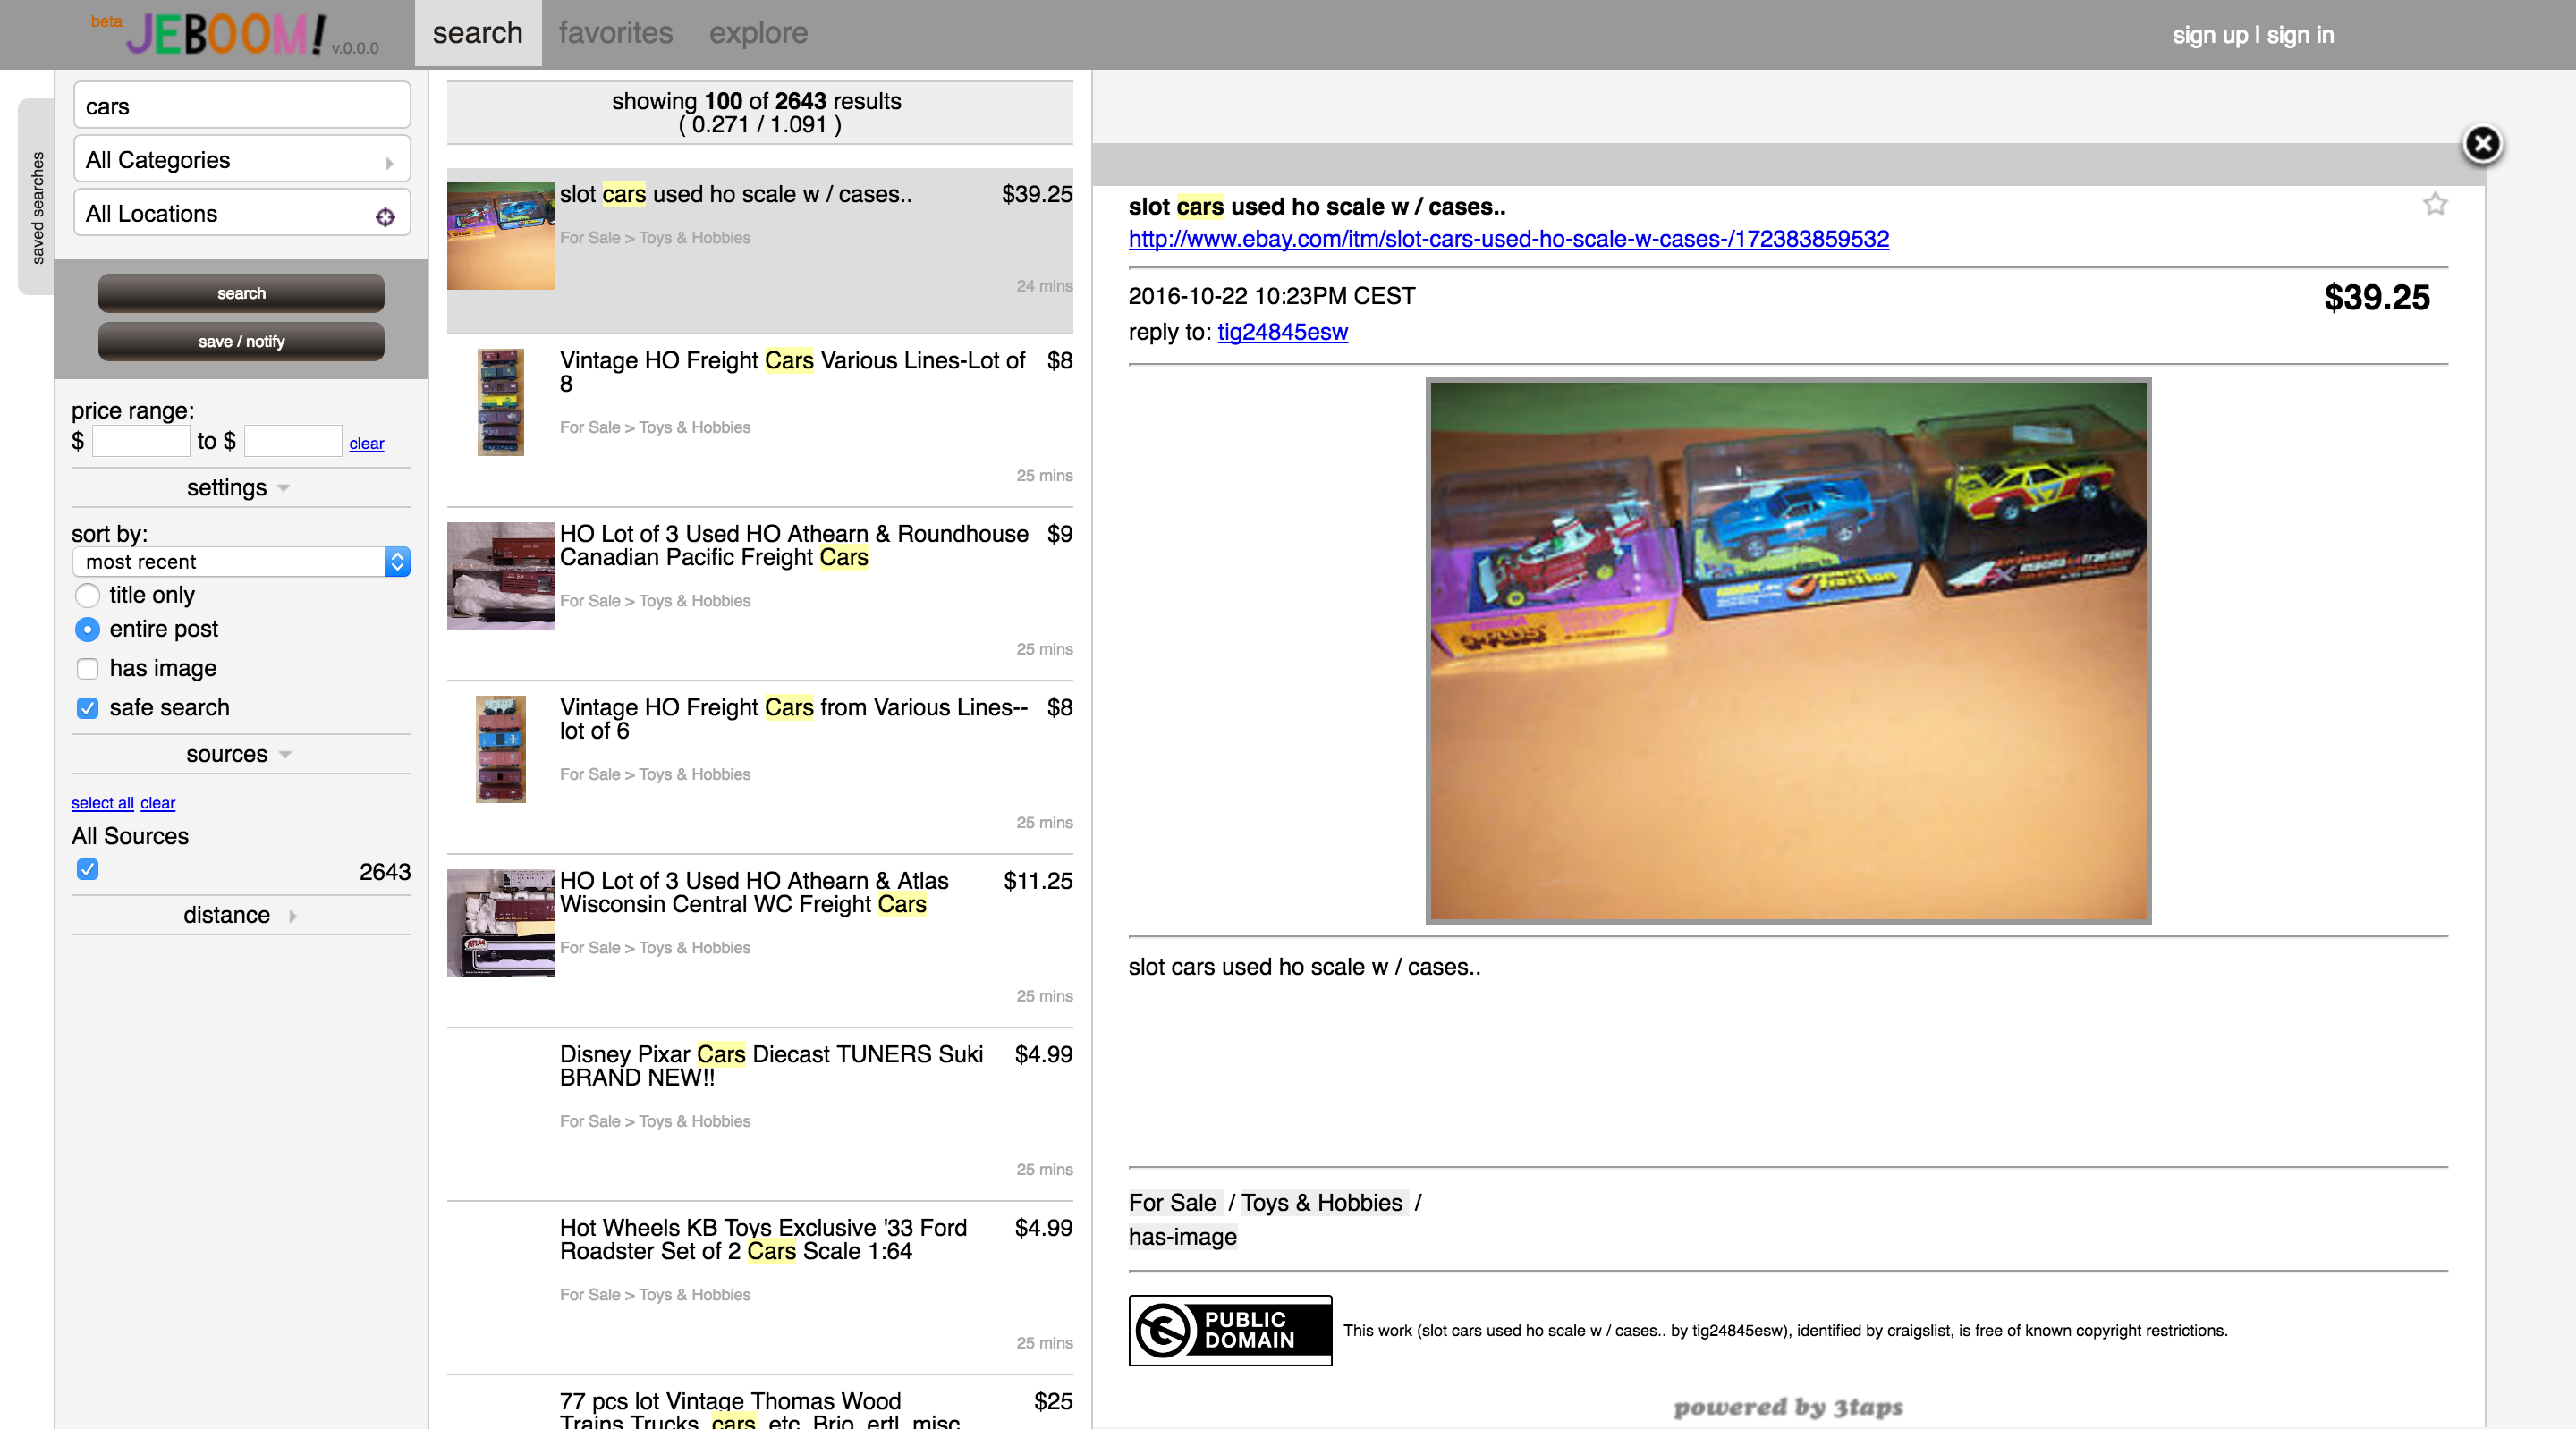 beta JEBOOM! v.0.0.0
search favorites explore
sign up | sign in
saved searches
cars
All Categories
All Locations
search
save / notify
price range:
$ to $ clear
settings
sort by:
most recent
title only
entire post
has image
safe search
sources
select all clear
All Sources
2643
distance
showing 100 of 2643 results
( 0.271 / 1.091 )
slot cars used ho scale w / cases.. $39.25
For Sale > Toys & Hobbies
24 mins
Vintage HO Freight Cars Various Lines-Lot of $8
8
For Sale > Toys & Hobbies
25 mins
HO Lot of 3 Used HO Athearn & Roundhouse $9
Canadian Pacific Freight Cars
For Sale > Toys & Hobbies
25 mins
Vintage HO Freight Cars from Various Lines-- $8
lot of 6
For Sale > Toys & Hobbies
25 mins
HO Lot of 3 Used HO Athearn & Atlas $11.25
Wisconsin Central WC Freight Cars
For Sale > Toys & Hobbies
25 mins
Disney Pixar Cars Diecast TUNERS Suki $4.99
BRAND NEW!!
For Sale > Toys & Hobbies
25 mins
Hot Wheels KB Toys Exclusive '33 Ford $4.99
Roadster Set of 2 Cars Scale 1:64
For Sale > Toys & Hobbies
25 mins
77 pcs lot Vintage Thomas Wood $25
Trains Trucks, cars, etc. Brio, ertl, misc
slot cars used ho scale w / cases..
http://www.ebay.com/itm/slot-cars-used-ho-scale-w-cases-/172383859532
2016-10-22 10:23PM CEST
$39.25
reply to: tig24845esw
slot cars used ho scale w / cases..
For Sale / Toys & Hobbies /
has-image
PUBLIC
DOMAIN
This work (slot cars used ho scale w / cases.. by tig24845esw), identified by craigslist, is free of known copyright restrictions.
powered by 3taps